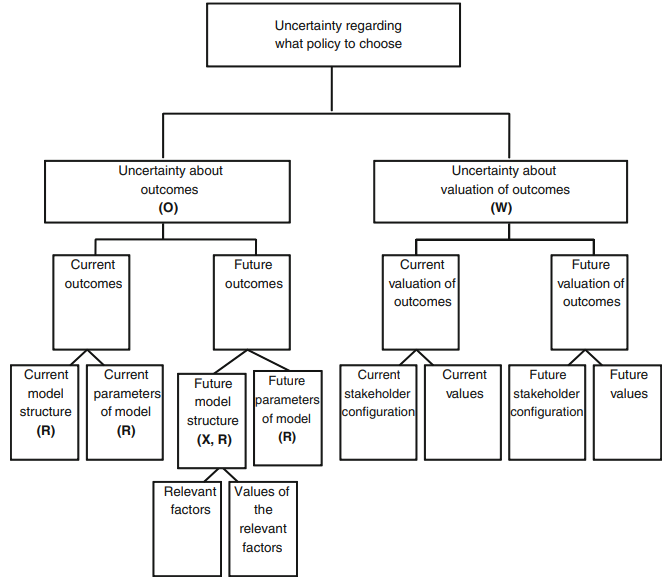 Uncertainty regarding
what policy to choose
Uncertainty about
outcomes
(O)
Uncertainty about
valuation of outcomes
(W)
Current
outcomes
Future
outcomes
Current
valuation of
outcomes
Future
valuation of
outcomes
Current
model
structure
(R)
Current
parameters
of model
(R)
Future
model
structure
(X, R)
Future
parameters
of model
(R)
Current
stakeholder
configuration
Current
values
Future
stakeholder
configuration
Future
values
Relevant
factors
Values of
the
relevant
factors